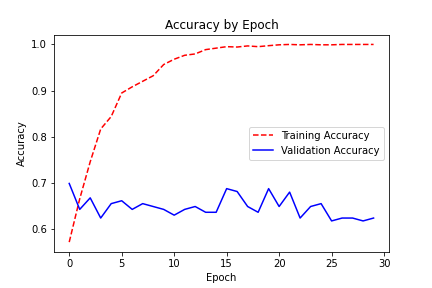 Accuracy by Epoch
1.0
0.9
0.8
0.7
0.6
Accuracy
Training Accuracy
Validation Accuracy
0 5 10 15 20 25 30
Epoch